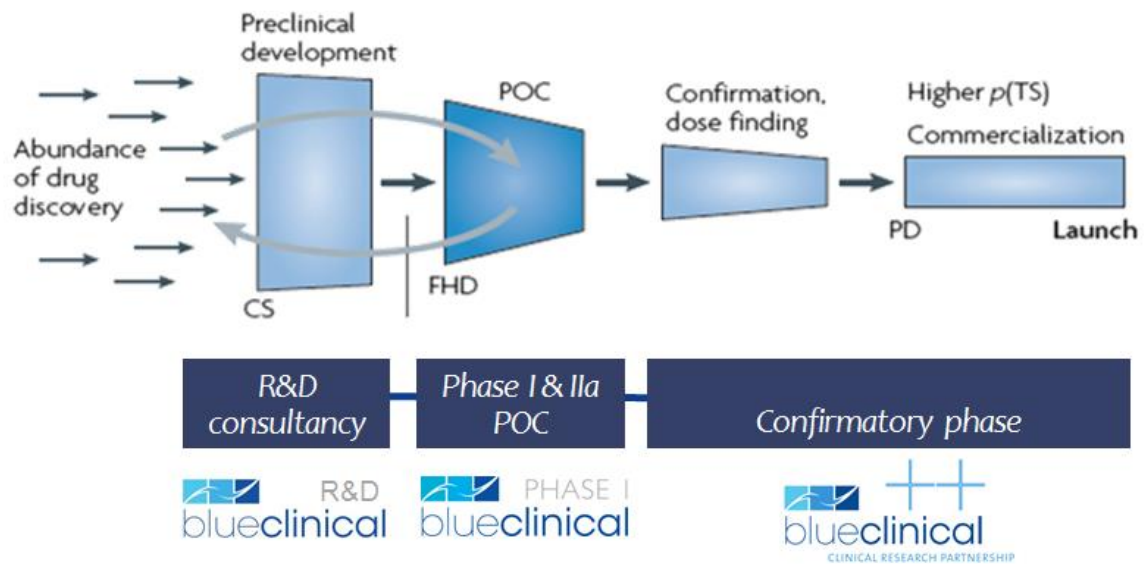 Preclinical
development
POC
Confirmation,
dose finding
Higher p(TS)
Commercialization
Abundance
of drug
discovery
CS
FHD
PD
Launch
R&D
consultancy
Phase I & IIa
POC
Confirmatory phase
R&D
blueclinical
PHASE I
blueclinical
blueclinical
CLINICAL RESEARCH PARTNERSHIP